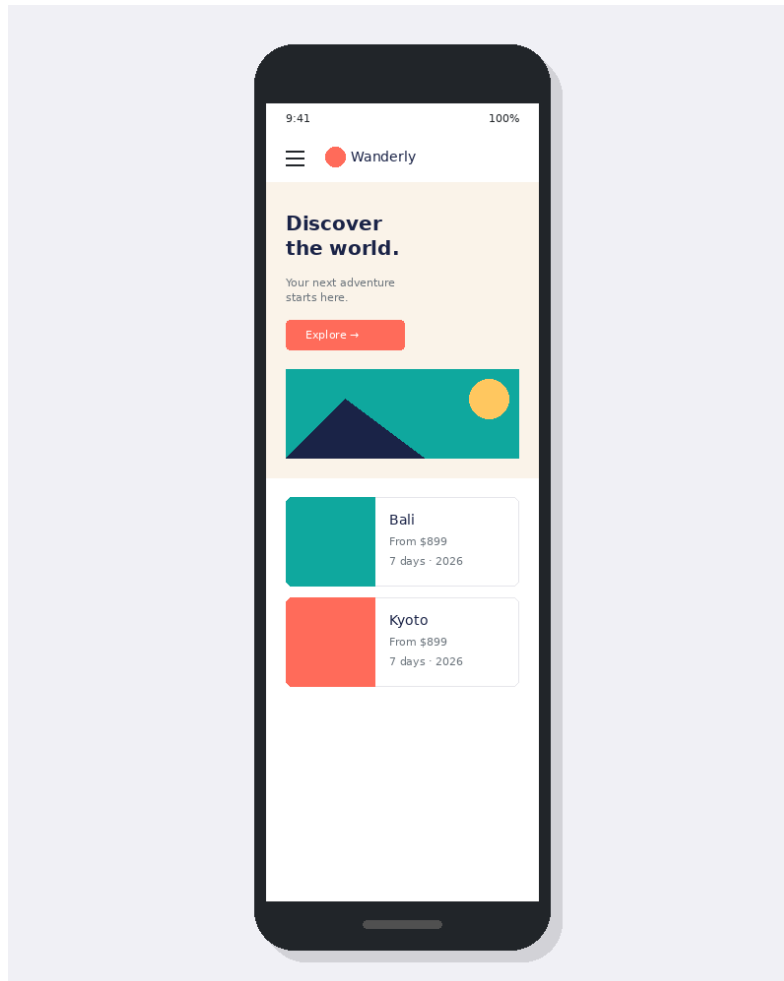 9:41 100%
Wanderly
Discover
the world.
Your next adventure
starts here.
Explore →
Bali
From $899
7 days · 2026
Kyoto
From $899
7 days · 2026